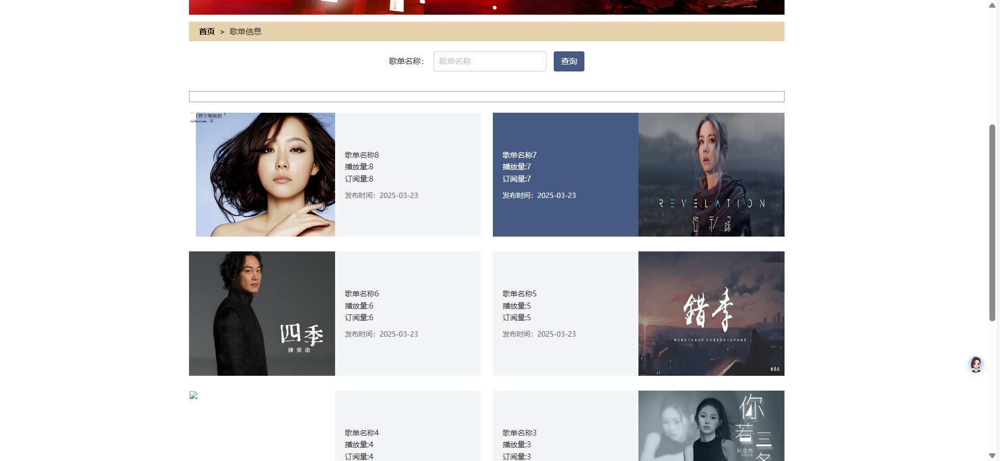 首页 > 歌单信息
歌单名称：
歌单名称
查询
终于等到你
Jane Z
歌单名称8
播放量:8
订阅量:8
发布时间：2025-03-23
歌单名称7
播放量:7
订阅量:7
发布时间：2025-03-23
REVELATION
启示录
四季
陳奕迅
歌单名称6
播放量:6
订阅量:6
发布时间：2025-03-23
歌单名称5
播放量:5
订阅量:5
发布时间：2025-03-23
錯季
歌单名称4
播放量:4
订阅量:4
歌单名称3
播放量:3
订阅量:3
你
若
三
冬
阿悠悠